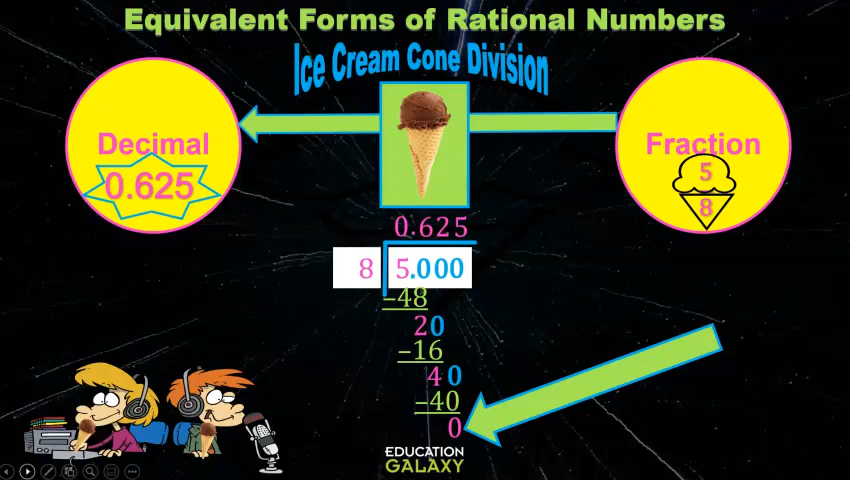 Equivalent Forms of Rational Numbers
Ice Cream Cone Division
Decimal
0.625
Fraction
5
8
0.625
8 5.000
–48
20
–16
40
–40
0
EDUCATION
GALAXY